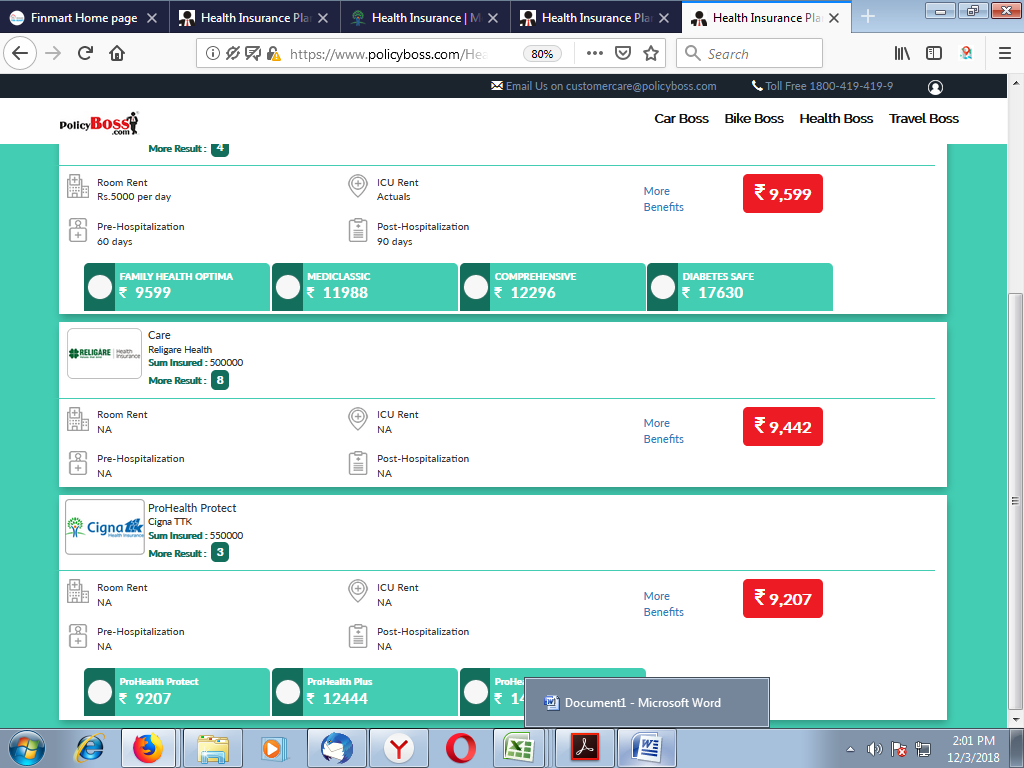 Finmart Home page
Health Insurance Plan
Health Insurance | M
Health Insurance Plan
Health Insurance Plan
https://www.policyboss.com/Hea
80%
Search
Email Us on customercare@policyboss.com
Toll Free 1800-419-419-9
PolicyBoss.com
Car Boss
Bike Boss
Health Boss
Travel Boss
More Result : 4
Room Rent
Rs.5000 per day
ICU Rent
Actuals
More
Benefits
₹ 9,599
Pre-Hospitalization
60 days
Post-Hospitalization
90 days
FAMILY HEALTH OPTIMA
₹ 9599
MEDICLASSIC
₹ 11988
COMPREHENSIVE
₹ 12296
DIABETES SAFE
₹ 17630
RELIGARE Health Insurance
Care
Religare Health
Sum Insured : 500000
More Result : 8
Room Rent
NA
ICU Rent
NA
More
Benefits
₹ 9,442
Pre-Hospitalization
NA
Post-Hospitalization
NA
Cigna TTK
Health Insurance
ProHealth Protect
Cigna TTK
Sum Insured : 550000
More Result : 3
Room Rent
NA
ICU Rent
NA
More
Benefits
₹ 9,207
Pre-Hospitalization
NA
Post-Hospitalization
NA
ProHealth Protect
₹ 9207
ProHealth Plus
₹ 12444
ProHea
₹ 14
Document1 - Microsoft Word
2:01 PM
12/3/2018